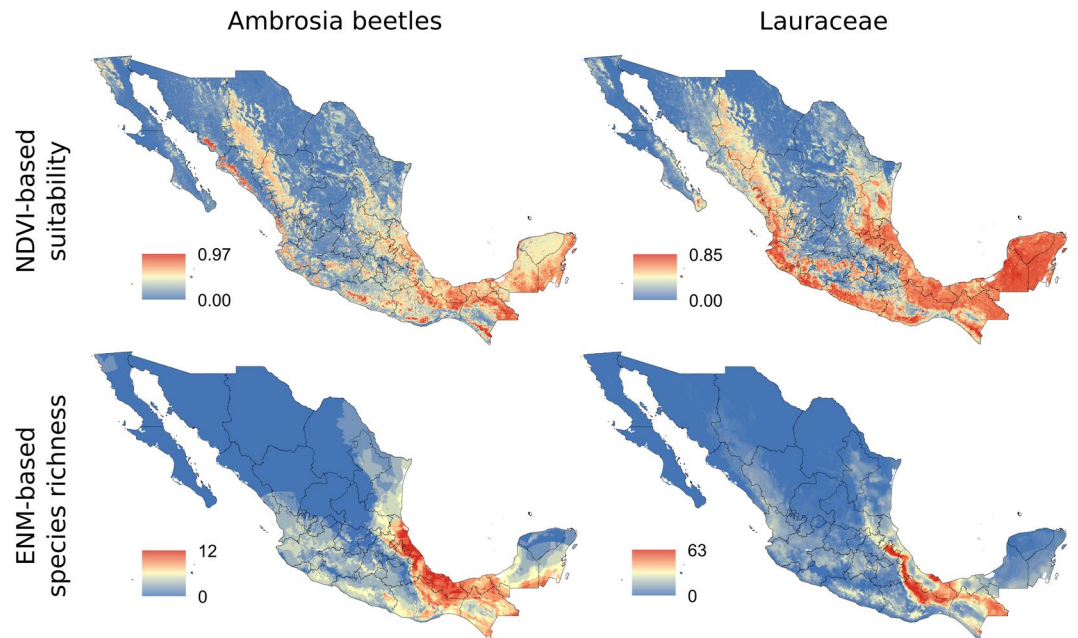 Ambrosia beetles
Lauraceae
NDVI-based
suitability
0.97
0.00
0.85
0.00
ENM-based
species richness
12
0
63
0